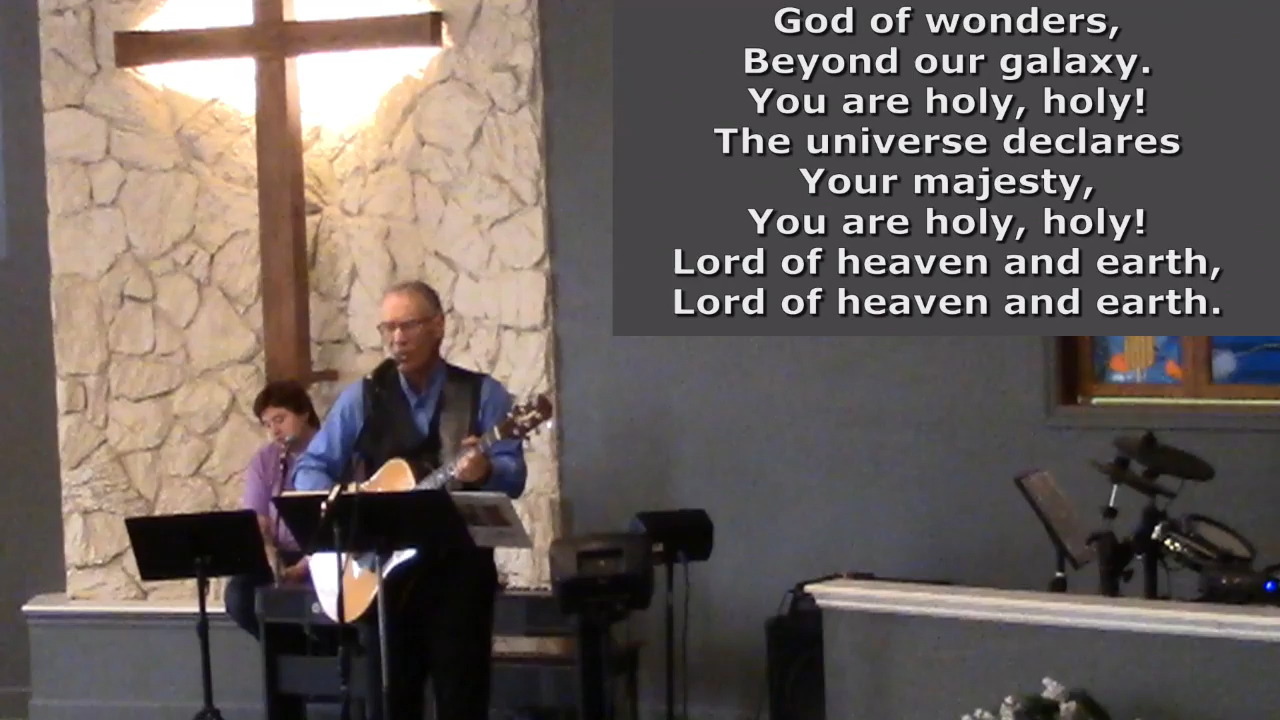 God of wonders,
Beyond our galaxy.
You are holy, holy!
The universe declares
Your majesty,
You are holy, holy!
Lord of heaven and earth,
Lord of heaven and earth.